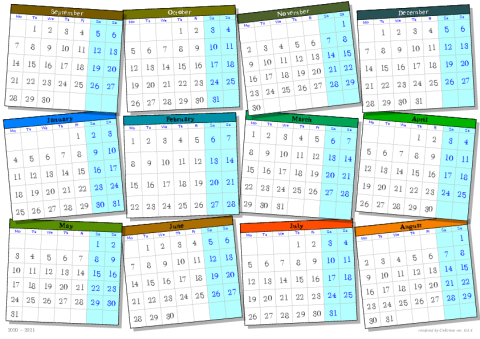 September
Mo Tu We Th Fr Sa Su
1 2 3 4 5 6
7 8 9 10 11 12 13
14 15 16 17 18 19 20
21 22 23 24 25 26 27
28 29 30
October
Mo Tu We Th Fr Sa Su
1 2 3 4
5 6 7 8 9 10 11
12 13 14 15 16 17 18
19 20 21 22 23 24 25
26 27 28 29 30 31
November
Mo Tu We Th Fr Sa Su
1
2 3 4 5 6 7 8
9 10 11 12 13 14 15
16 17 18 19 20 21 22
23 24 25 26 27 28 29
30
December
Mo Tu We Th Fr Sa Su
1 2 3 4 5 6
7 8 9 10 11 12 13
14 15 16 17 18 19 20
21 22 23 24 25 26 27
28 29 30 31
January
Mo Tu We Th Fr Sa Su
1 2 3
4 5 6 7 8 9 10
11 12 13 14 15 16 17
18 19 20 21 22 23 24
25 26 27 28 29 30 31
February
Mo Tu We Th Fr Sa Su
1 2 3 4 5 6 7
8 9 10 11 12 13 14
15 16 17 18 19 20 21
22 23 24 25 26 27 28
March
Mo Tu We Th Fr Sa Su
1 2 3 4 5 6 7
8 9 10 11 12 13 14
15 16 17 18 19 20 21
22 23 24 25 26 27 28
29 30 31
April
Mo Tu We Th Fr Sa Su
1 2 3 4
5 6 7 8 9 10 11
12 13 14 15 16 17 18
19 20 21 22 23 24 25
26 27 28 29 30
May
Mo Tu We Th Fr Sa Su
1 2
3 4 5 6 7 8 9
10 11 12 13 14 15 16
17 18 19 20 21 22 23
24 25 26 27 28 29 30
31
June
Mo Tu We Th Fr Sa Su
1 2 3 4 5 6
7 8 9 10 11 12 13
14 15 16 17 18 19 20
21 22 23 24 25 26 27
28 29 30
July
Mo Tu We Th Fr Sa Su
1 2 3 4
5 6 7 8 9 10 11
12 13 14 15 16 17 18
19 20 21 22 23 24 25
26 27 28 29 30 31
August
Mo Tu We Th Fr Sa Su
1
2 3 4 5 6 7 8
9 10 11 12 13 14 15
16 17 18 19 20 21 22
23 24 25 26 27 28 29
30 31
2020 – 2021
created by